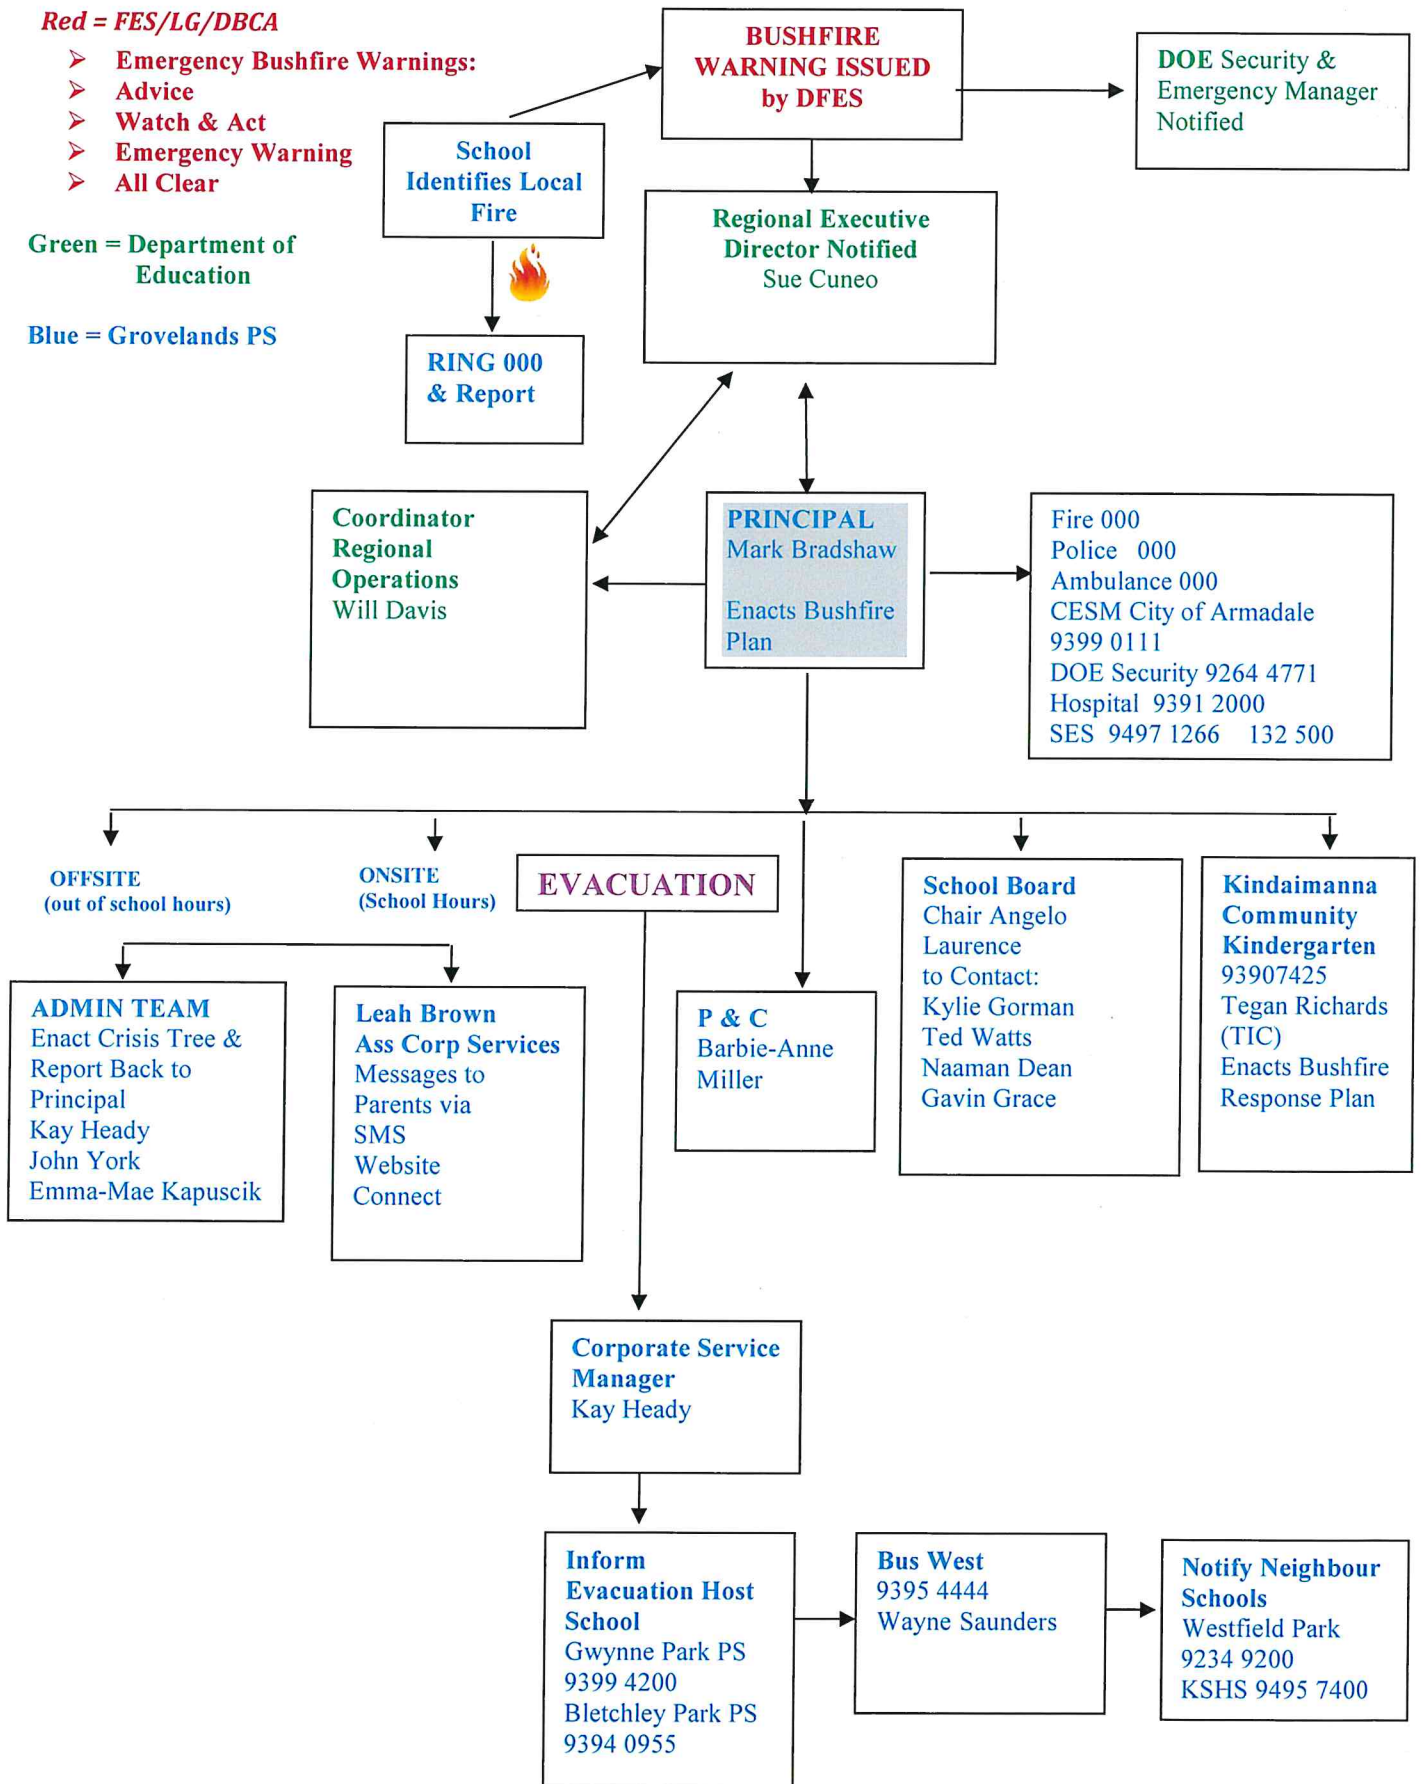 Red = FES/LG/DBCA
➢ Emergency Bushfire Warnings:
➢ Advice
➢ Watch & Act
➢ Emergency Warning
➢ All Clear
Green = Department of
Education
Blue = Grovelands PS
School
Identifies Local
Fire
RING 000
& Report
BUSHFIRE
WARNING ISSUED
by DFES
DOE Security &
Emergency Manager
Notified
Regional Executive
Director Notified
Sue Cuneo
Coordinator
Regional
Operations
Will Davis
PRINCIPAL
Mark Bradshaw
Enacts Bushfire
Plan
Fire 000
Police 000
Ambulance 000
CESM City of Armadale
9399 0111
DOE Security 9264 4771
Hospital 9391 2000
SES 9497 1266 132 500
OFFSITE
(out of school hours)
ONSITE
(School Hours)
EVACUATION
ADMIN TEAM
Enact Crisis Tree &
Report Back to
Principal
Kay Heady
John York
Emma-Mae Kapuscik
Leah Brown
Ass Corp Services
Messages to
Parents via
SMS
Website
Connect
P & C
Barbie-Anne
Miller
School Board
Chair Angelo
Laurence
to Contact:
Kylie Gorman
Ted Watts
Naaman Dean
Gavin Grace
Kindaimanna
Community
Kindergarten
93907425
Tegan Richards
(TIC)
Enacts Bushfire
Response Plan
Corporate Service
Manager
Kay Heady
Inform
Evacuation Host
School
Gwynne Park PS
9399 4200
Bletchley Park PS
9394 0955
Bus West
9395 4444
Wayne Saunders
Notify Neighbour
Schools
Westfield Park
9234 9200
KSHS 9495 7400